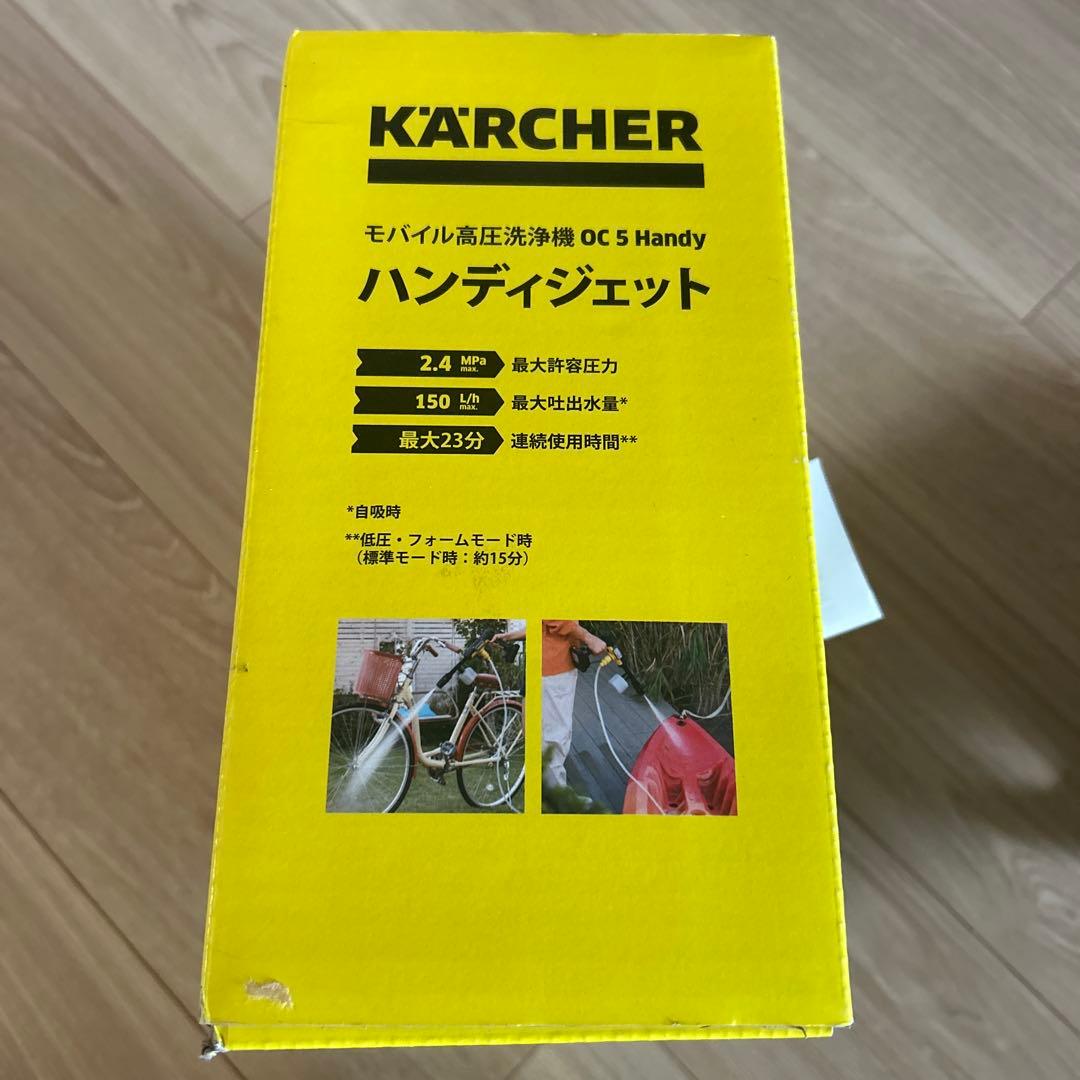 KÄRCHER
モバイル高圧洗浄機 OC 5 Handy
ハンディジェット
2.4 MPa max. 最大許容圧力
150 L/h max. 最大吐出水量*
最大23分 連続使用時間**
*自吸時
**低圧・フォームモード時
（標準モード時：約15分）